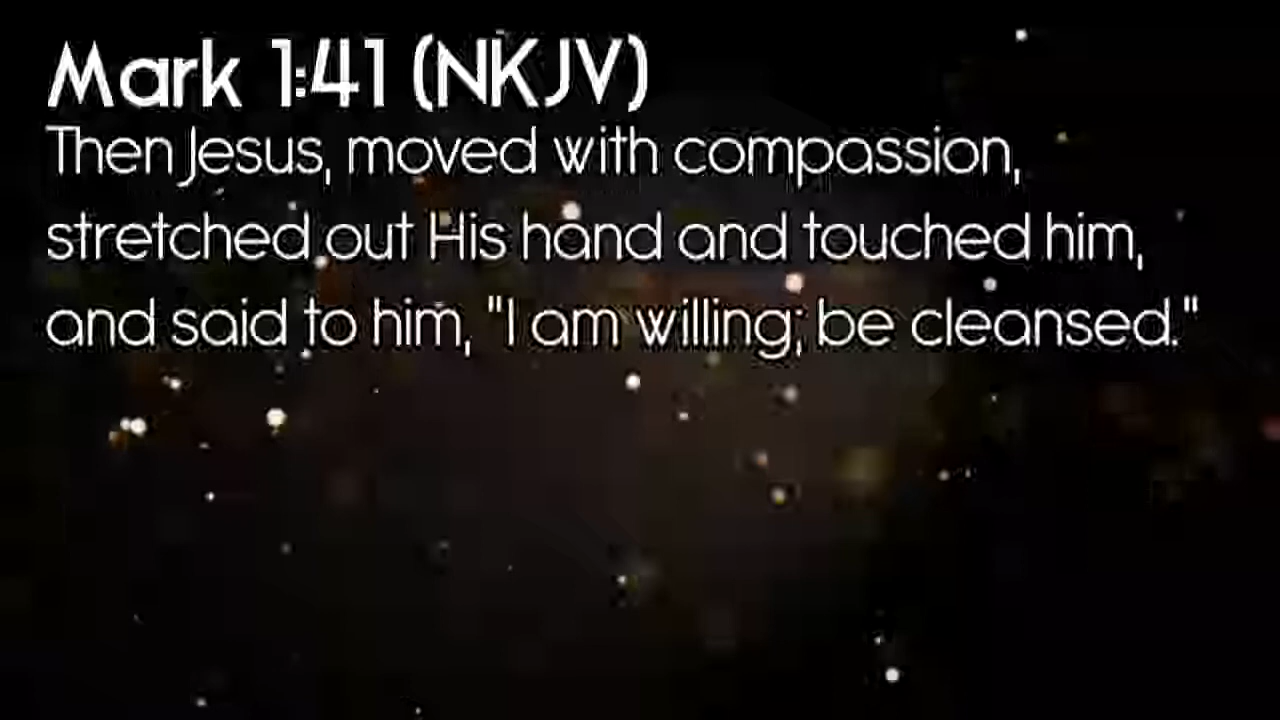 Mark 1:41 (NKJV)
Then Jesus, moved with compassion,
stretched out His hand and touched him,
and said to him, "I am willing; be cleansed."